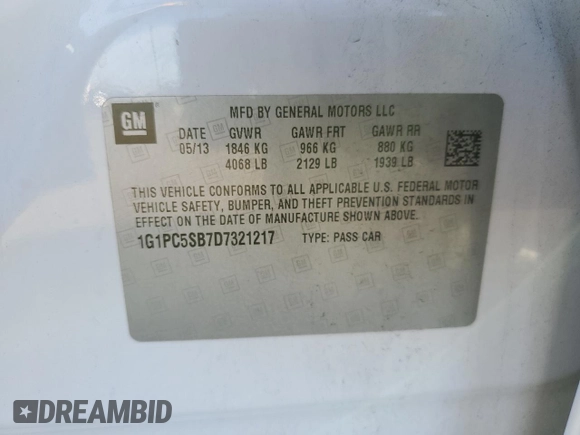 GM
MFD BY GENERAL MOTORS LLC
DATE GVWR GAWR FRT GAWR RR
05/13 1846 KG 966 KG 880 KG
4068 LB 2129 LB 1939 LB
THIS VEHICLE CONFORMS TO ALL APPLICABLE U.S. FEDERAL MOTOR
VEHICLE SAFETY, BUMPER, AND THEFT PREVENTION STANDARDS IN
EFFECT ON THE DATE OF MANUFACTURE SHOWN ABOVE.
1G1PC5SB7D7321217 TYPE: PASS CAR
DREAMBID